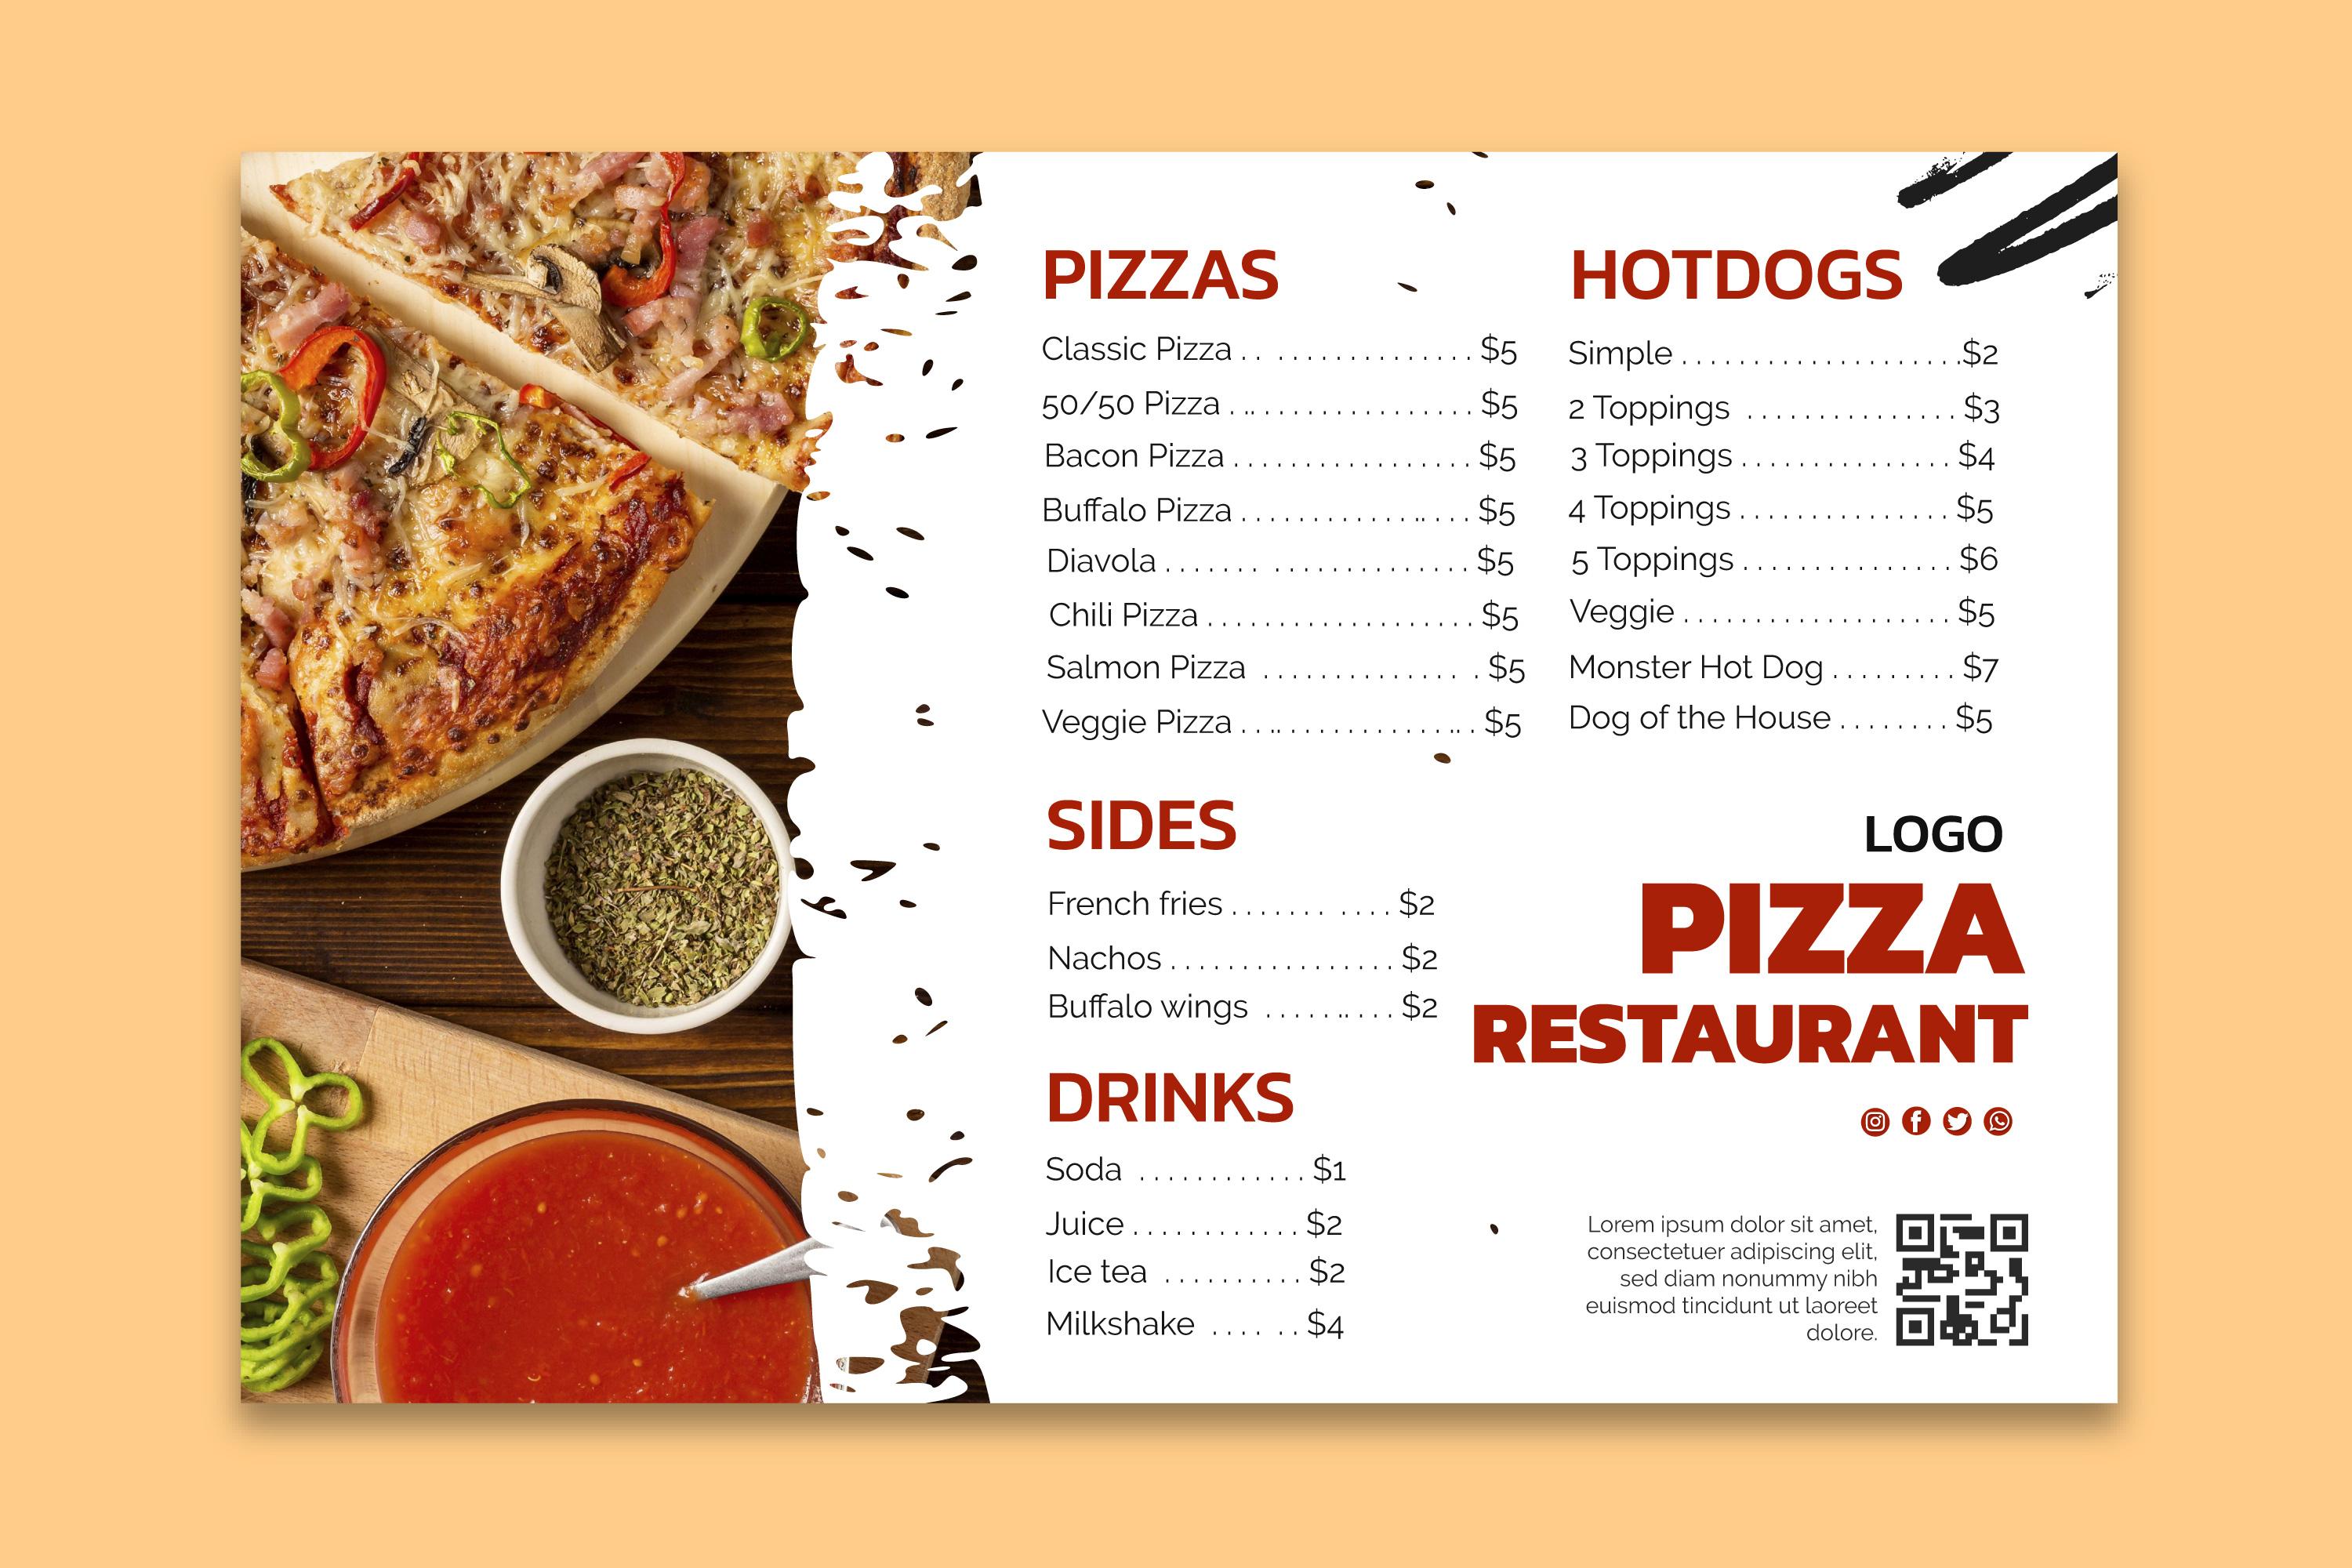 PIZZAS
Classic Pizza . . . . . . . . . . . . . . . . $5
50/50 Pizza . . . . . . . . . . . . . . . . . . $5
Bacon Pizza . . . . . . . . . . . . . . . . . $5
Buffalo Pizza . . . . . . . . . . . . . . . . . $5
Diavola . . . . . . . . . . . . . . . . . . . . . $5
Chili Pizza . . . . . . . . . . . . . . . . . . . $5
Salmon Pizza . . . . . . . . . . . . . . . $5
Veggie Pizza . . . . . . . . . . . . . . . . . . $5
HOTDOGS
Simple . . . . . . . . . . . . . . . . . . . .$2
2 Toppings . . . . . . . . . . . . . . . $3
3 Toppings . . . . . . . . . . . . . . . $4
4 Toppings . . . . . . . . . . . . . . . $5
5 Toppings . . . . . . . . . . . . . . . $6
Veggie . . . . . . . . . . . . . . . . . . . $5
Monster Hot Dog . . . . . . . . . $7
Dog of the House . . . . . . . . $5
SIDES
French fries . . . . . . . . . . . $2
Nachos . . . . . . . . . . . . . . . . $2
Buffalo wings . . . . . . . . . . $2
DRINKS
Soda . . . . . . . . . . . . $1
Juice . . . . . . . . . . . . $2
Ice tea . . . . . . . . . . $2
Milkshake . . . . . . $4
LOGO
PIZZA
RESTAURANT
Lorem ipsum dolor sit amet,
consectetuer adipiscing elit,
sed diam nonummy nibh
euismod tincidunt ut laoreet
dolore.